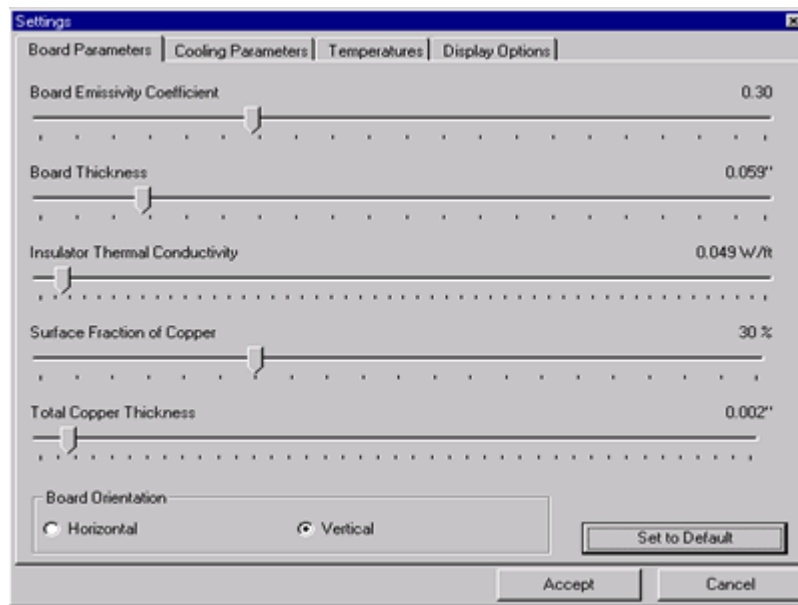 Settings
Board Parameters Cooling Parameters Temperatures Display Options
Board Emissivity Coefficient 0.30
Board Thickness 0.059"
Insulator Thermal Conductivity 0.049 W/ft
Surface Fraction of Copper 30 %
Total Copper Thickness 0.002"
Board Orientation
Horizontal Vertical
Set to Default
Accept Cancel